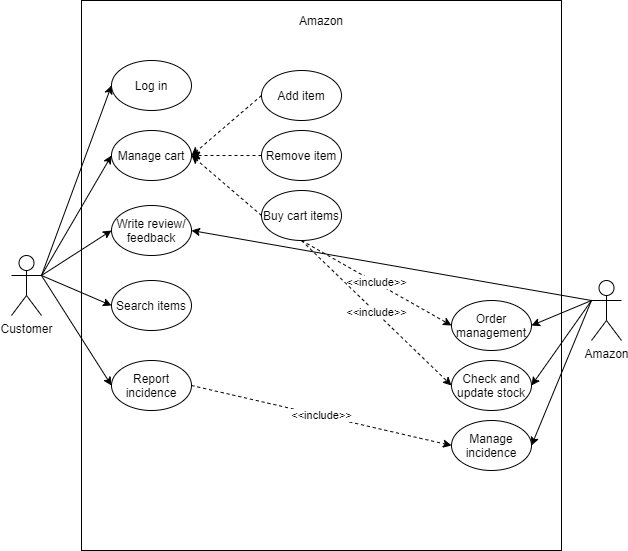 Amazon
Log in
Add item
Manage cart
Remove item
Buy cart items
Write review/
feedback
<<include>>
Search items
<<include>>
Order
management
Customer
Amazon
Report
incidence
Check and
update stock
<<include>>
Manage
incidence